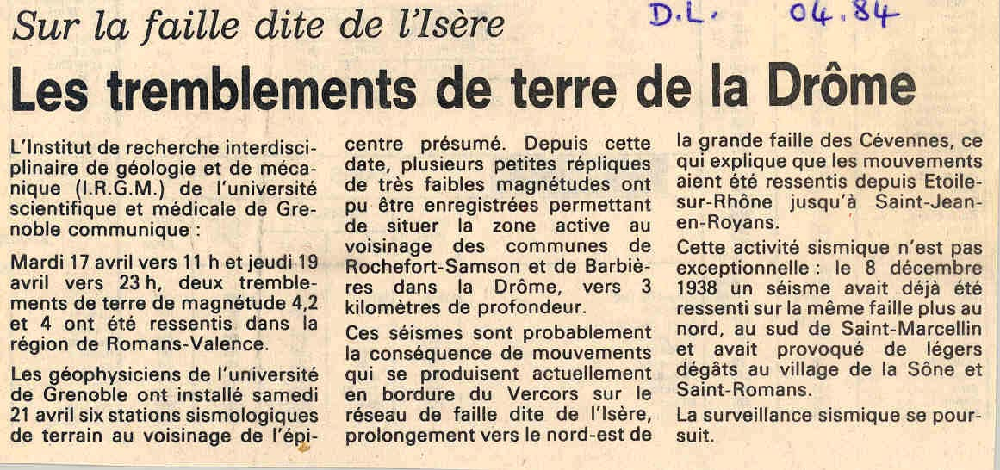 Sur la faille dite de l'Isère
D.L. 04.84
Les tremblements de terre de la Drôme
L'Institut de recherche interdisci-
plinaire de géologie et de méca-
nique (I.R.G.M.) de l'université
scientifique et médicale de Gre-
noble communique :
Mardi 17 avril vers 11 h et jeudi 19
avril vers 23 h, deux tremble-
ments de terre de magnétude 4,2
et 4 ont été ressentis dans la
région de Romans-Valence.
Les géophysiciens de l'université
de Grenoble ont installé samedi
21 avril six stations sismologiques
de terrain au voisinage de l'épi-
centre présumé. Depuis cette
date, plusieurs petites répliques
de très faibles magnétudes ont
pu être enregistrées permettant
de situer la zone active au
voisinage des communes de
Rochefort-Samson et de Barbiè-
res dans la Drôme, vers 3
kilomètres de profondeur.
Ces séismes sont probablement
la conséquence de mouvements
qui se produisent actuellement
en bordure du Vercors sur le
réseau de faille dite de l'Isère,
prolongement vers le nord-est de
la grande faille des Cévennes, ce
qui explique que les mouvements
aient été ressentis depuis Etoile-
sur-Rhône jusqu'à Saint-Jean-
en-Royans.
Cette activité sismique n'est pas
exceptionnelle : le 8 décembre
1938 un séisme avait déjà été
ressenti sur la même faille plus au
nord, au sud de Saint-Marcellin
et avait provoqué de légers
dégâts au village de la Sône et
Saint-Romans.
La surveillance sismique se pour-
suit.